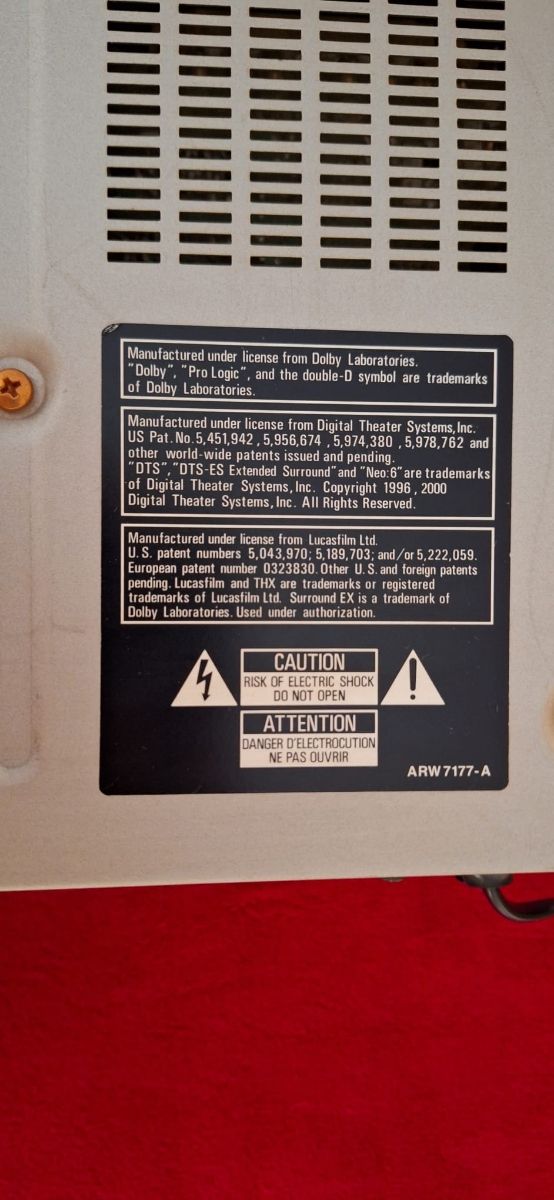 Manufactured under license from Dolby Laboratories.
"Dolby", "Pro Logic", and the double-D symbol are trademarks
of Dolby Laboratories.
Manufactured under license from Digital Theater Systems, Inc.
US Pat. No. 5,451,942 , 5,956,674 , 5,974,380 , 5,978,762 and
other world-wide patents issued and pending.
"DTS", "DTS-ES Extended Surround" and "Neo:6" are trademarks
of Digital Theater Systems, Inc. Copyright 1996 , 2000
Digital Theater Systems, Inc. All Rights Reserved.
Manufactured under license from Lucasfilm Ltd.
U.S. patent numbers 5,043,970; 5,189,703; and/or 5,222,059.
European patent number 0323830. Other U.S. and foreign patents
pending. Lucasfilm and THX are trademarks or registered
trademarks of Lucasfilm Ltd. Surround EX is a trademark of
Dolby Laboratories. Used under authorization.
CAUTION
RISK OF ELECTRIC SHOCK
DO NOT OPEN
ATTENTION
DANGER D'ELECTROCUTION
NE PAS OUVRIR
ARW7177-A